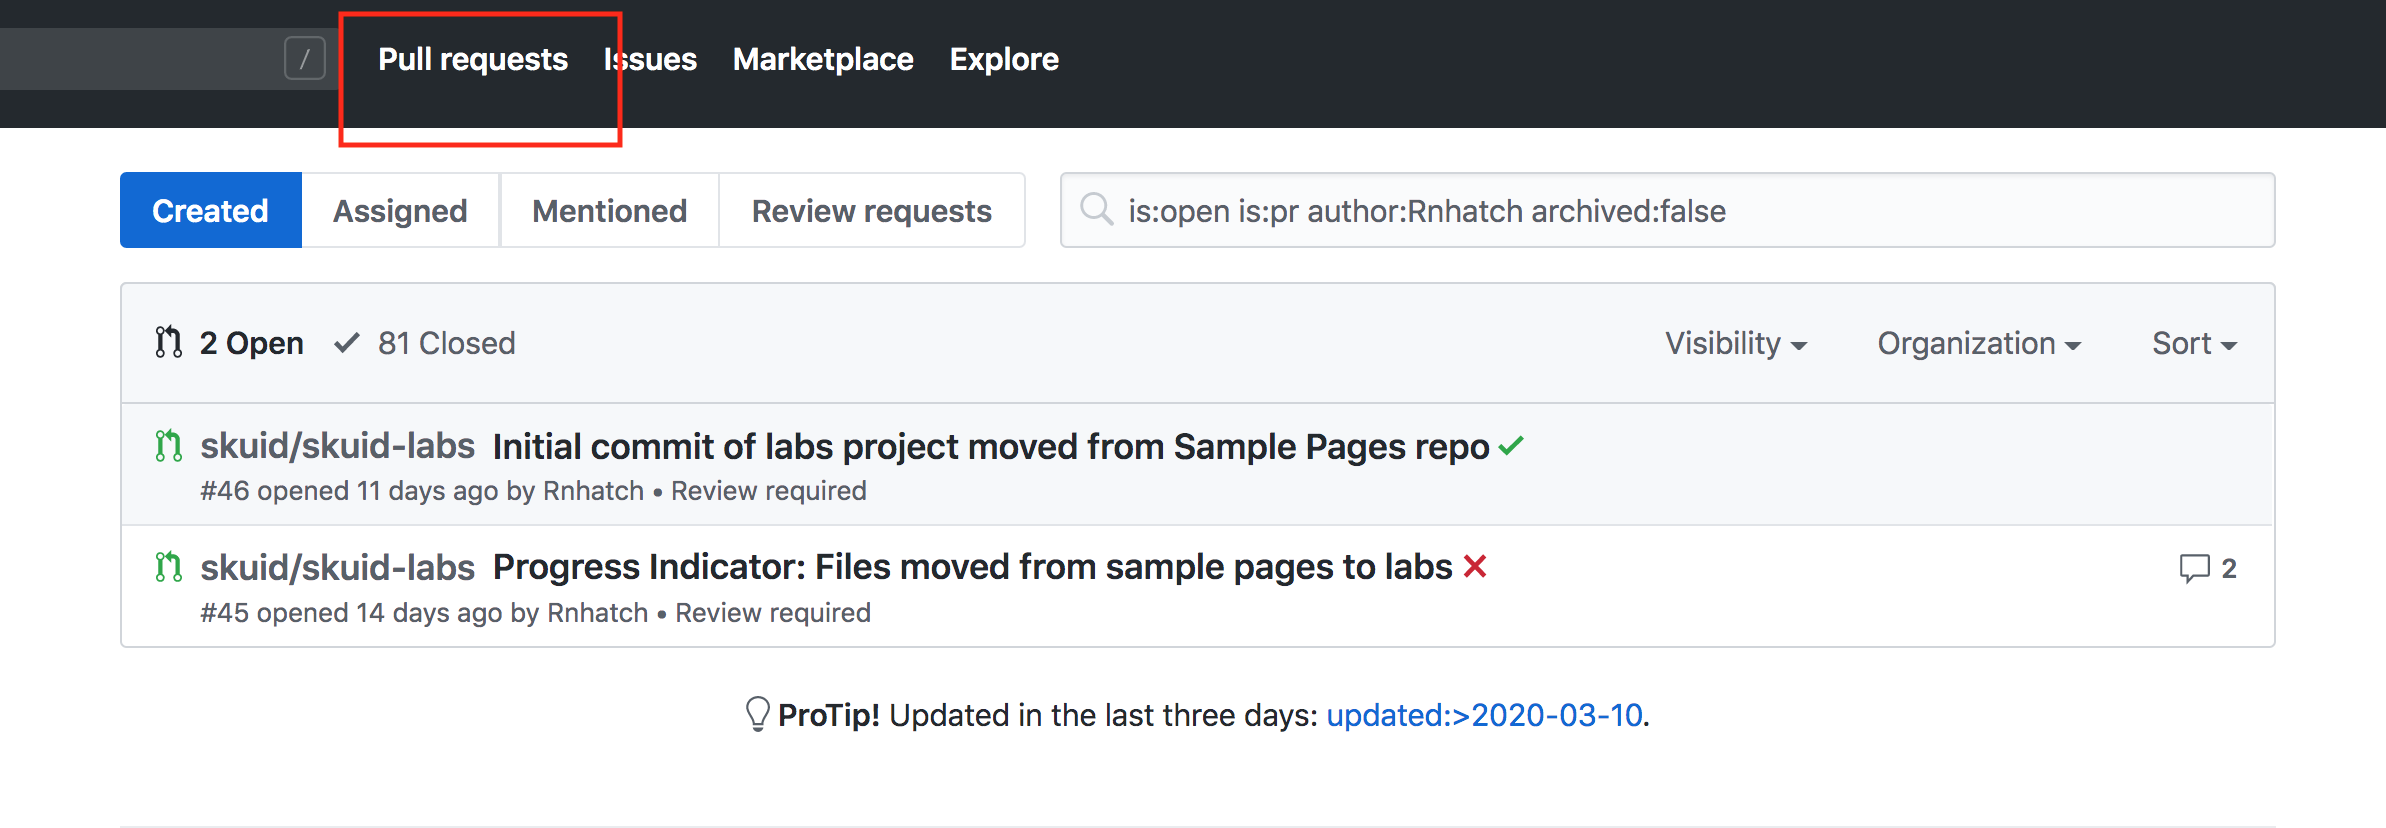 / Pull requests Issues Marketplace Explore
Created Assigned Mentioned Review requests is:open is:pr author:Rnhatch archived:false
2 Open 81 Closed Visibility Organization Sort
skuid/skuid-labs Initial commit of labs project moved from Sample Pages repo
#46 opened 11 days ago by Rnhatch • Review required
skuid/skuid-labs Progress Indicator: Files moved from sample pages to labs 2
#45 opened 14 days ago by Rnhatch • Review required
ProTip! Updated in the last three days: updated:>2020-03-10.